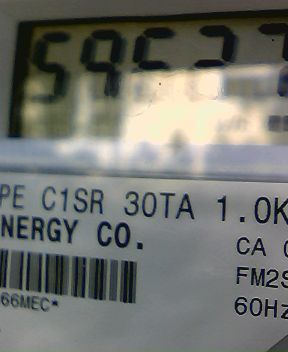 PE C1SR 30TA 1.0K
NERGY CO.
CA
FM2S
66MEC*
60Hz